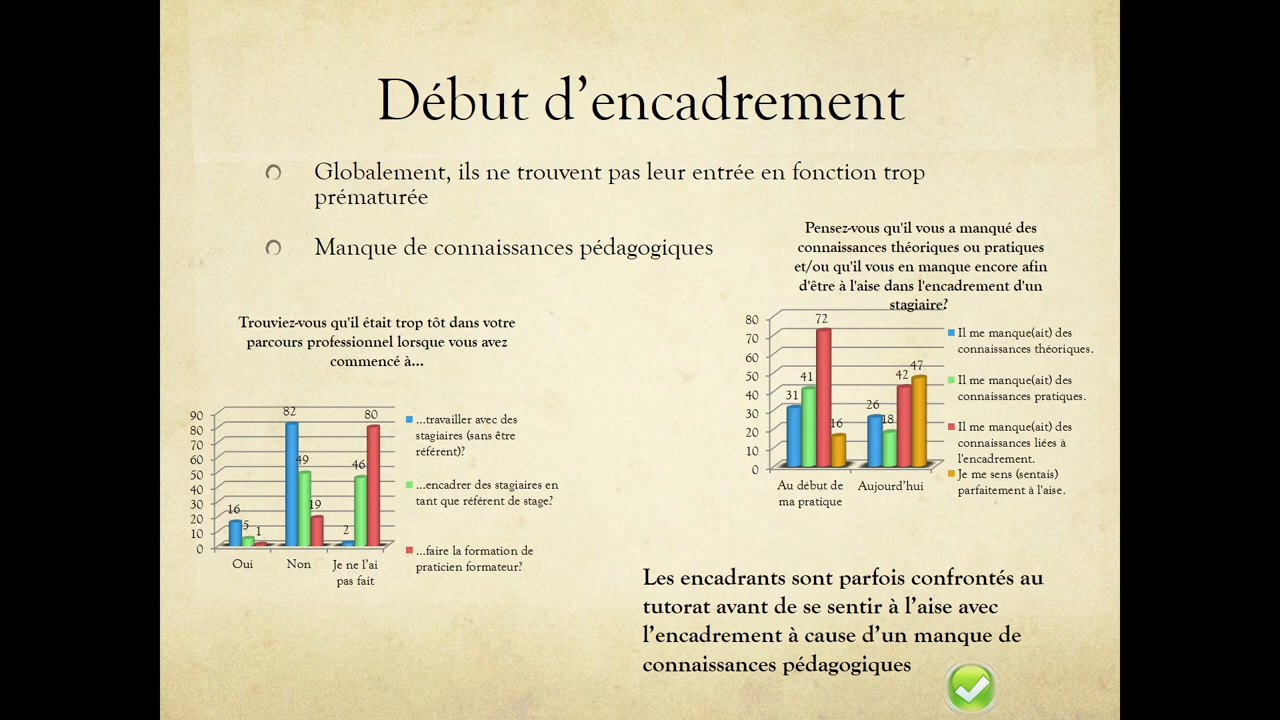 Début d’encadrement
Globalement, ils ne trouvent pas leur entrée en fonction trop
prématurée
Manque de connaissances pédagogiques
Trouviez-vous qu'il était trop tôt dans votre
parcours professionnel lorsque vous avez
commencé à...
90
80
70
60
50
40
30
20
10
0
16
5
1
82
49
19
2
46
80
Oui
Non
Je ne l’ai
pas fait
...travailler avec des
stagiaires (sans être
référent)?
...encadrer des stagiaires en
tant que référent de stage?
...faire la formation de
praticien formateur?
Pensez-vous qu'il vous a manqué des
connaissances théoriques ou pratiques
et/ou qu'il vous en manque encore afin
d'être à l'aise dans l'encadrement d'un
stagiaire?
80
70
60
50
40
30
20
10
0
31
41
72
16
26
18
42
47
Au début de
ma pratique
Aujourd’hui
Il me manque(ait) des
connaissances théoriques.
Il me manque(ait) des
connaissances pratiques.
Il me manque(ait) des
connaissances liées à
l'encadrement.
Je me sens (sentais)
parfaitement à l'aise.
Les encadrants sont parfois confrontés au
tutorat avant de se sentir à l’aise avec
l’encadrement à cause d’un manque de
connaissances pédagogiques